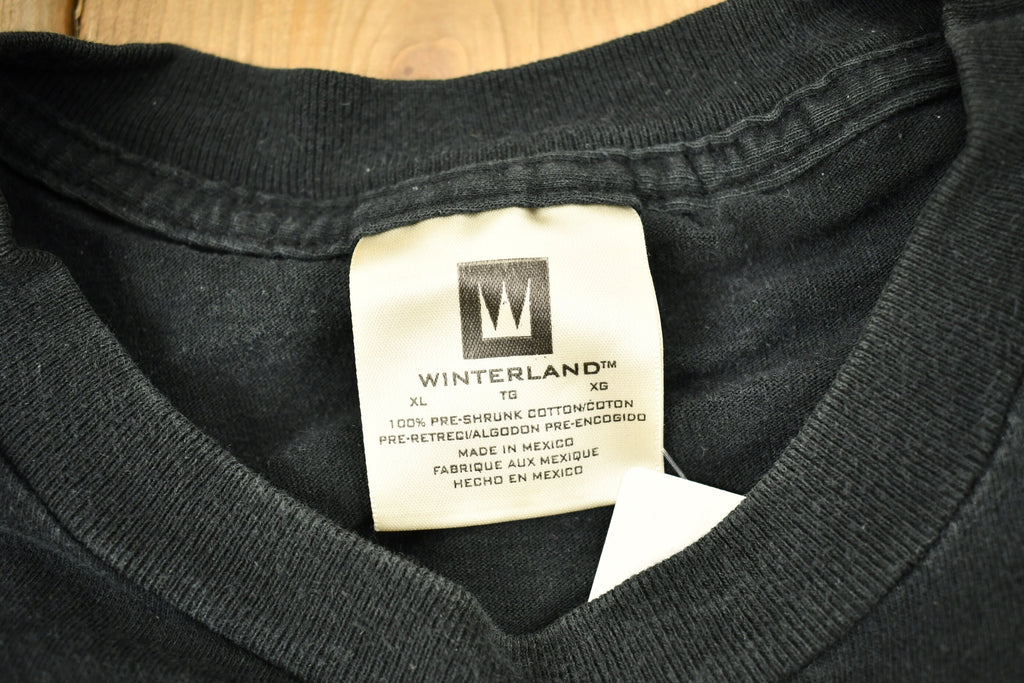 W
WINTERLAND™
XL TG XG
100% PRE-SHRUNK COTTON/COTON
PRE-RETRECI/ALGODON PRE-ENCOGIDO
MADE IN MEXICO
FABRIQUE AUX MEXIQUE
HECHO EN MEXICO